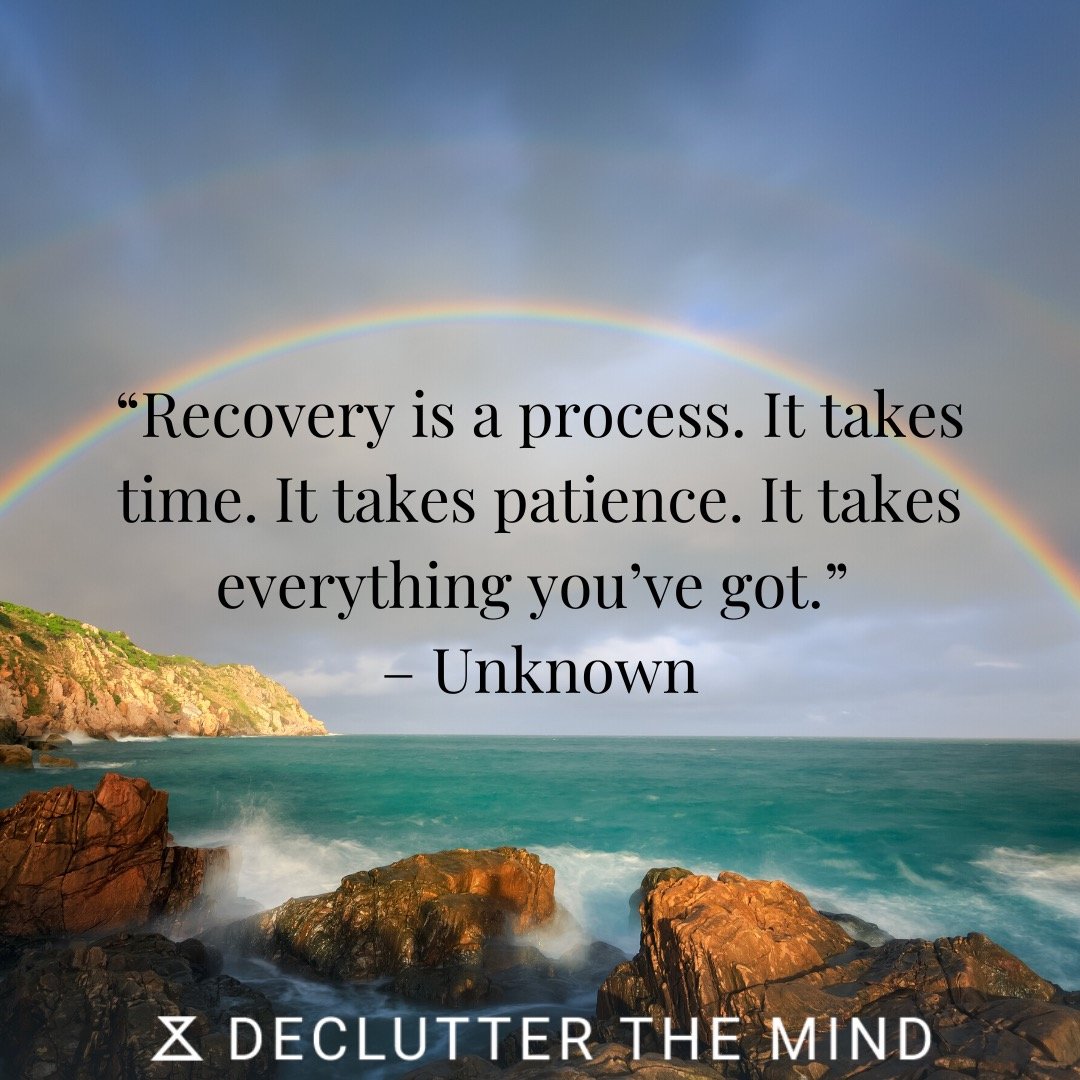 “Recovery is a process. It takes
time. It takes patience. It takes
everything you’ve got.”
– Unknown
DECLUTTER THE MIND